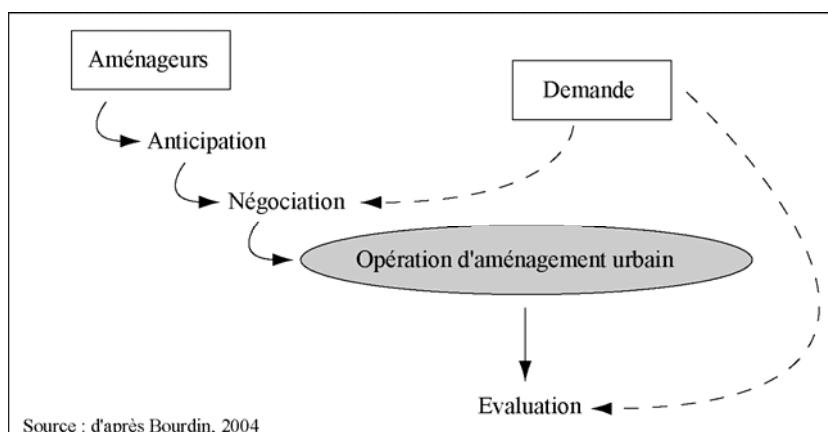 Aménageurs
Demande
Anticipation
Négociation
Opération d'aménagement urbain
Evaluation
Source : d'après Bourdin, 2004